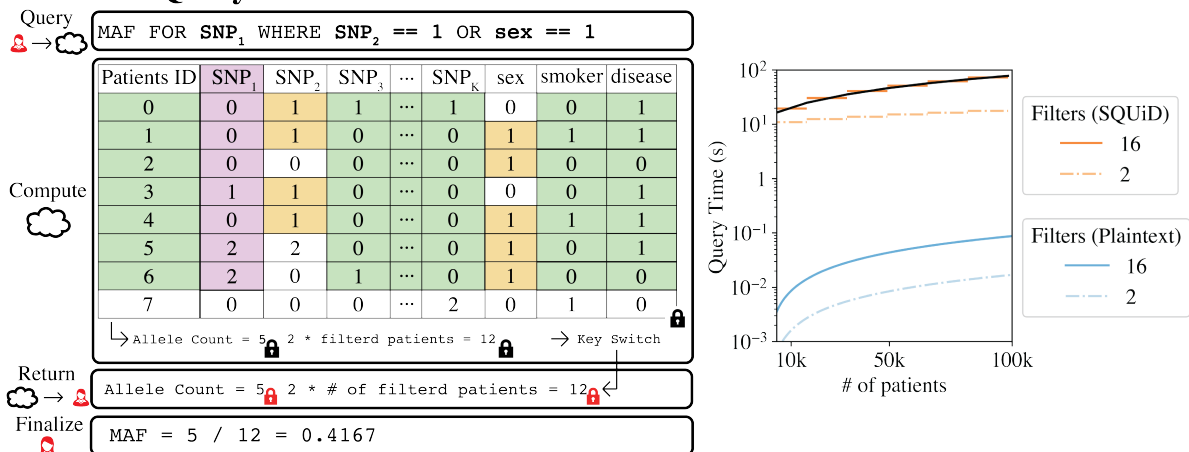 Query
MAF FOR SNP1 WHERE SNP2 == 1 OR sex == 1
Patients ID SNP1 SNP2 SNP3 ... SNPK sex smoker disease
0 0 1 1 ... 1 0 0 1
1 0 1 0 ... 0 1 1 1
2 0 0 0 ... 0 1 0 0
3 1 1 0 ... 0 0 0 1
4 0 1 0 ... 0 1 1 1
5 2 2 0 ... 0 1 0 1
6 2 0 1 ... 0 1 0 0
7 0 0 0 ... 2 0 1 0
Compute
Allele Count = 5 2 * filterd patients = 12 Key Switch
Return
Allele Count = 5 2 * # of filterd patients = 12
Finalize
MAF = 5 / 12 = 0.4167
Query Time (s)
10^2
10^1
1
10^-1
10^-2
10^-3
10k 50k 100k
# of patients
Filters (SQUiD)
16
2
Filters (Plaintext)
16
2